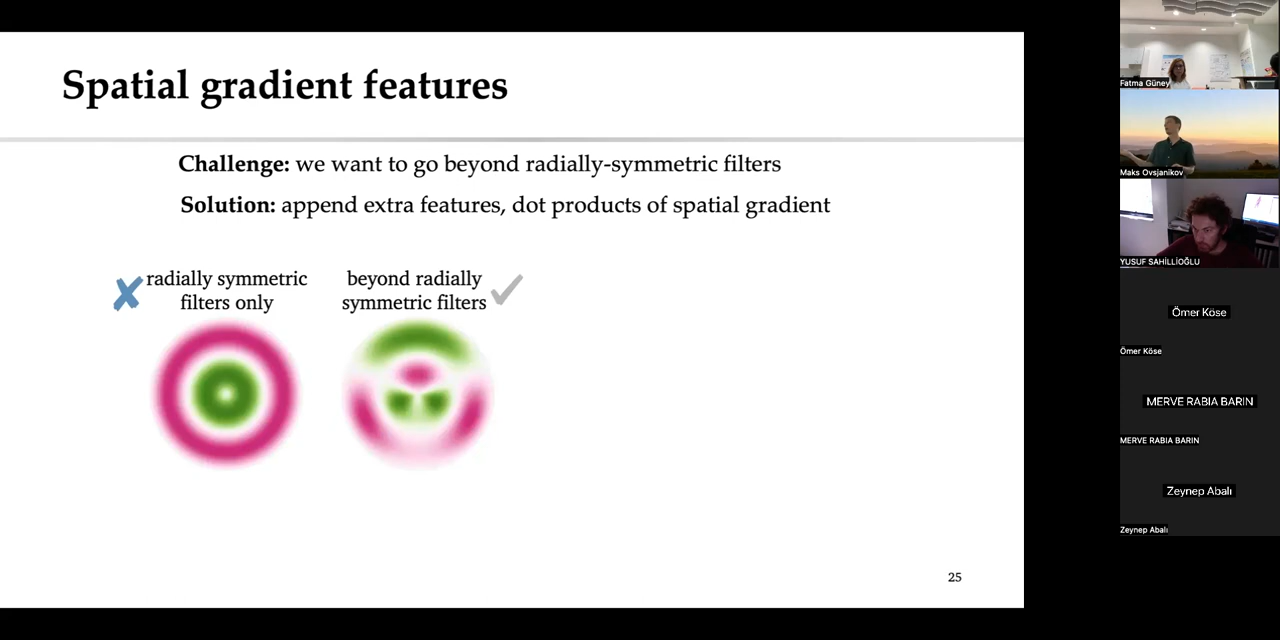 Spatial gradient features
Challenge: we want to go beyond radially-symmetric filters
Solution: append extra features, dot products of spatial gradient
radially symmetric
filters only
beyond radially
symmetric filters
25
Fatma Güney
Maks Ovsjanikov
YUSUF SAHİLLİOĞLU
Ömer Köse
Ömer Köse
MERVE RABIA BARIN
MERVE RABIA BARIN
Zeynep Abalı
Zeynep Abalı